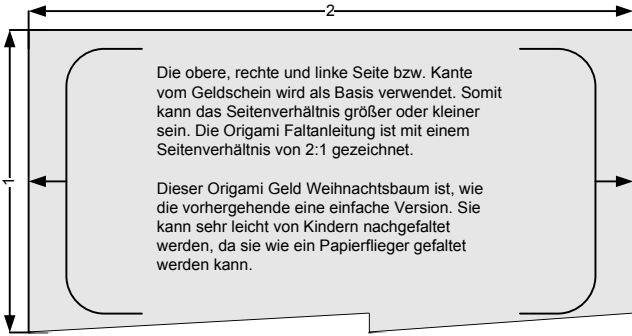 2
1
Die obere, rechte und linke Seite bzw. Kante
vom Geldschein wird als Basis verwendet. Somit
kann das Seitenverhältnis größer oder kleiner
sein. Die Origami Faltanleitung ist mit einem
Seitenverhältnis von 2:1 gezeichnet.
Dieser Origami Geld Weihnachtsbaum ist, wie
die vorhergehende eine einfache Version. Sie
kann sehr leicht von Kindern nachgefaltet
werden, da sie wie ein Papierflieger gefaltet
werden kann.